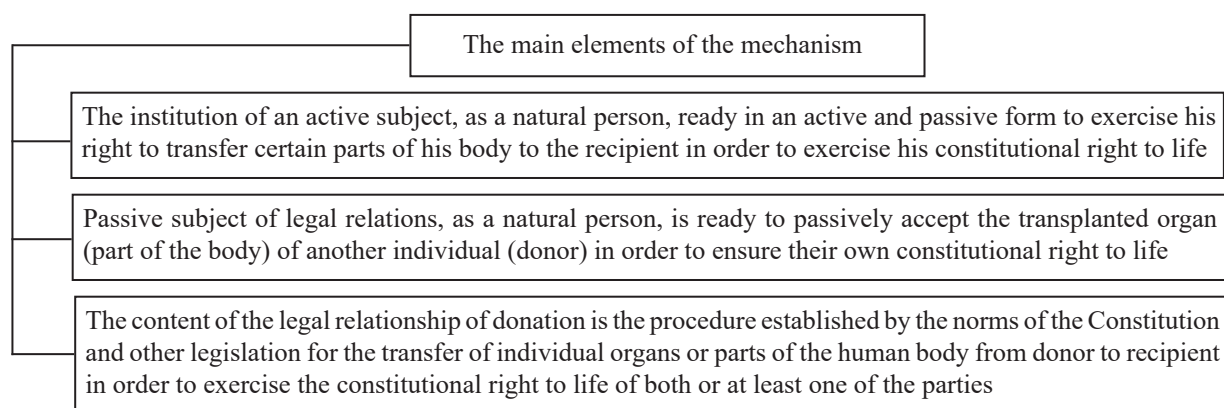 The main elements of the mechanism
The institution of an active subject, as a natural person, ready in an active and passive form to exercise his
right to transfer certain parts of his body to the recipient in order to exercise his constitutional right to life
Passive subject of legal relations, as a natural person, is ready to passively accept the transplanted organ
(part of the body) of another individual (donor) in order to ensure their own constitutional right to life
The content of the legal relationship of donation is the procedure established by the norms of the Constitution
and other legislation for the transfer of individual organs or parts of the human body from donor to recipient
in order to exercise the constitutional right to life of both or at least one of the parties